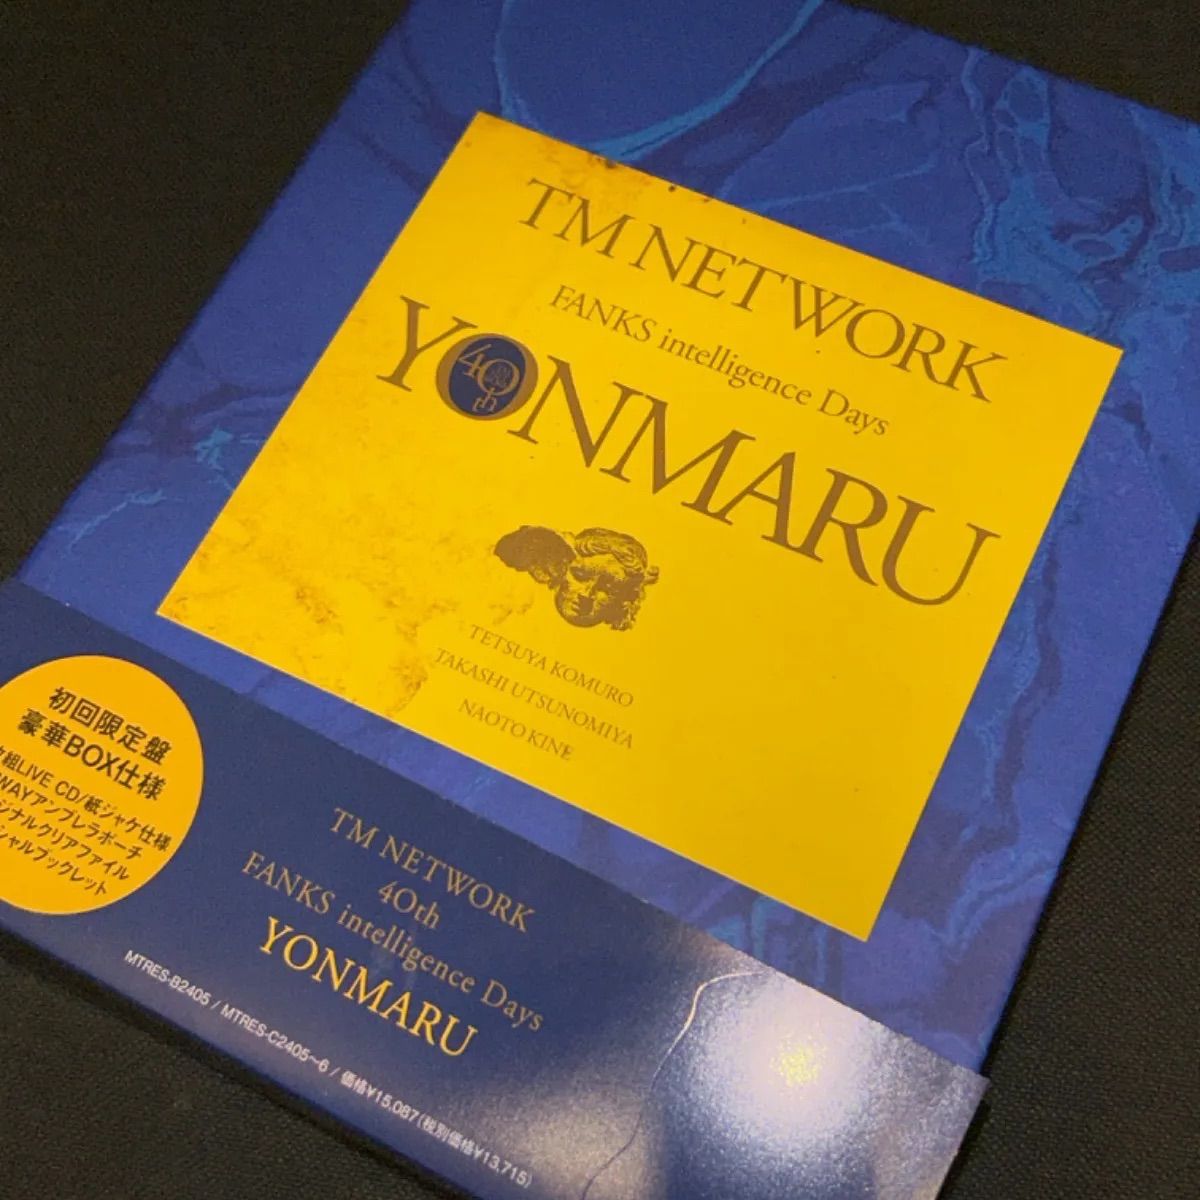 TM NETWORK
FANKS intelligence Days
YONMARU
40th
TETSUYA KOMURO
TAKASHI UTSUNOMIYA
NAOTO KINE
初回限定盤
豪華BOX仕様
組LIVE CD/紙ジャケ仕様
WAYアンブレラポーチ
ジナルクリアファイル
シャルブックレット
TM NETWORK
40th
FANKS intelligence Days
YONMARU
MTRES-B2405 / MTRES-C2405〜6 / 価格¥15,087(税別価格¥13,715)